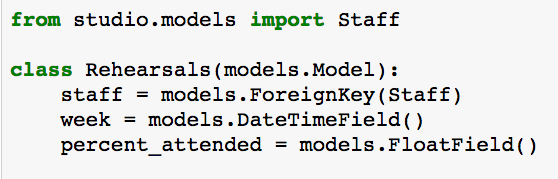 from studio.models import Staff
class Rehearsals(models.Model):
    staff = models.ForeignKey(Staff)
    week = models.DateTimeField()
    percent_attended = models.FloatField()